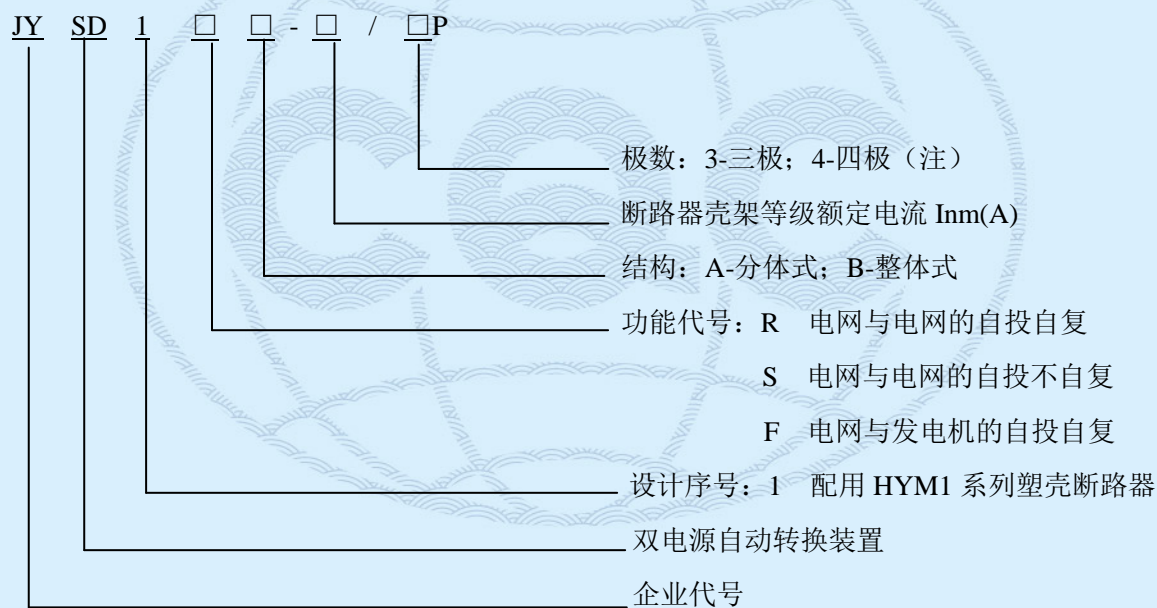 JY SD 1 □ □ - □ / □P
极数：3-三极；4-四极（注）
断路器壳架等级额定电流 Inm(A)
结构：A-分体式；B-整体式
功能代号：R 电网与电网的自投自复
S 电网与电网的自投不自复
F 电网与发电机的自投自复
设计序号：1 配用 HYM1 系列塑壳断路器
双电源自动转换装置
企业代号
cec